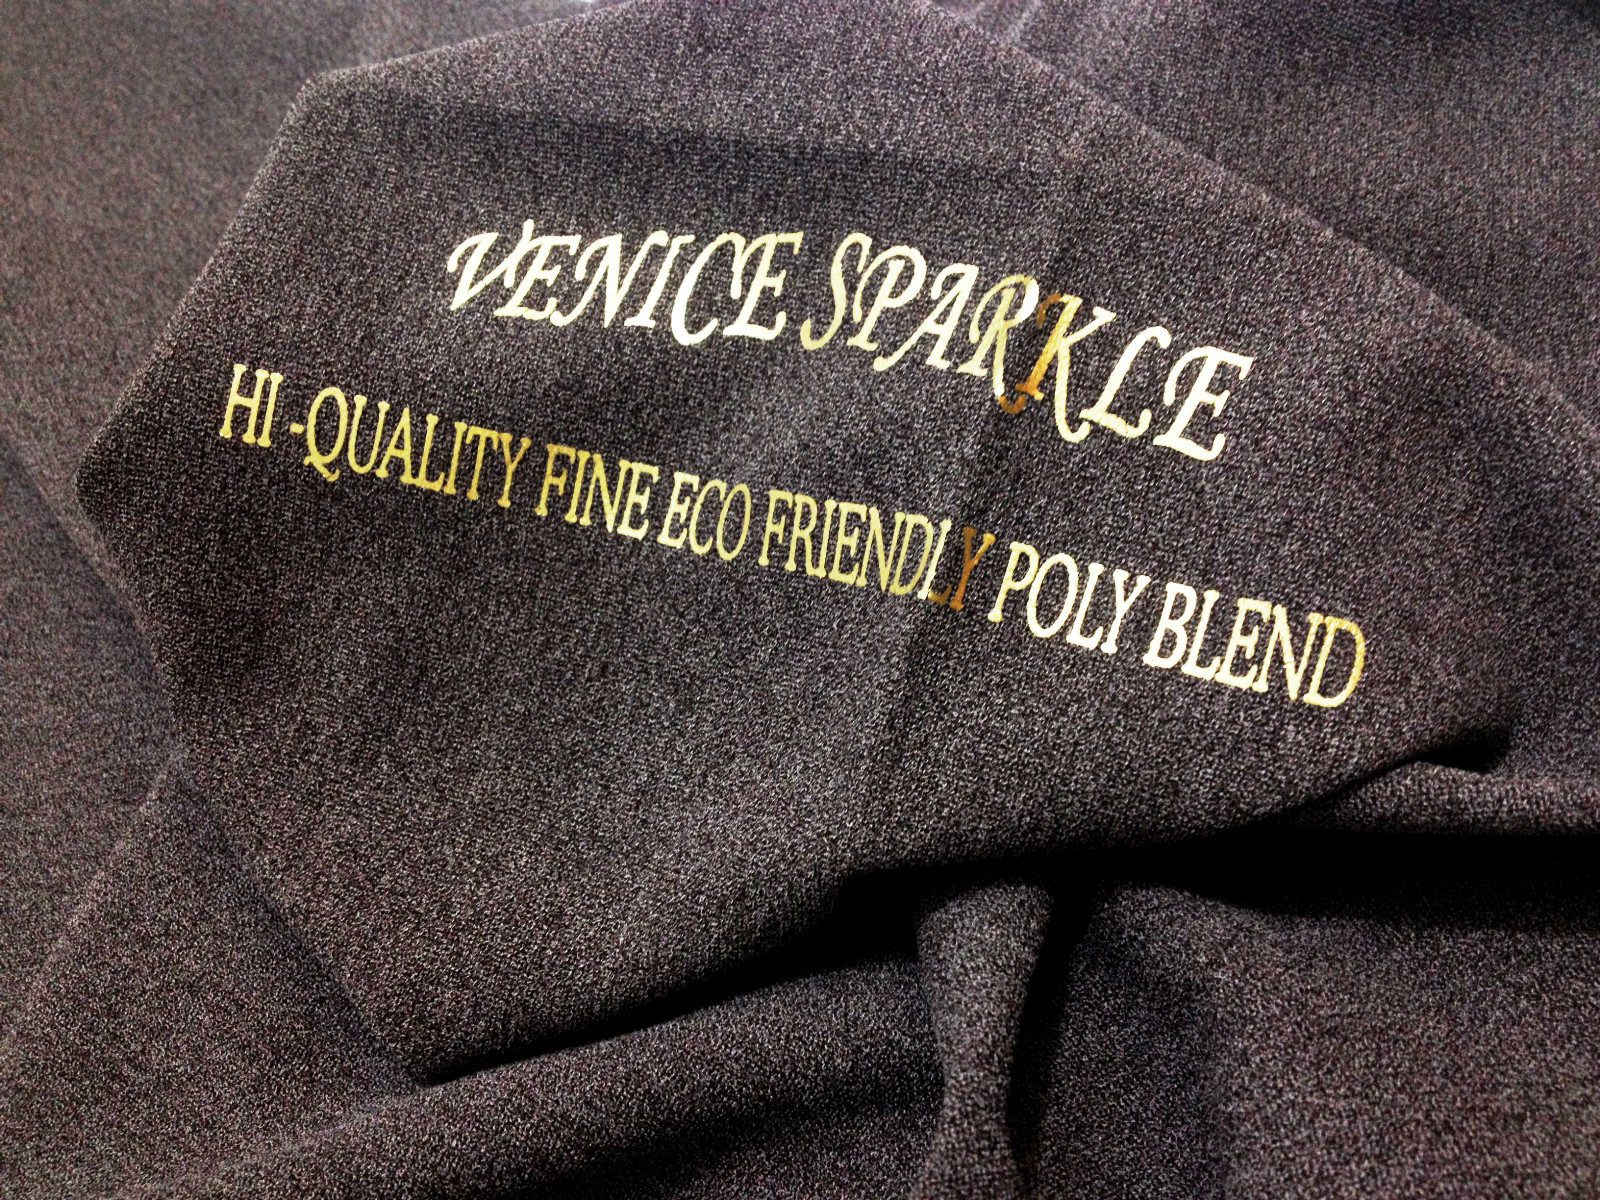 VENICE SPARKLE
HI-QUALITY FINE ECO FRIENDLY POLY BLEND